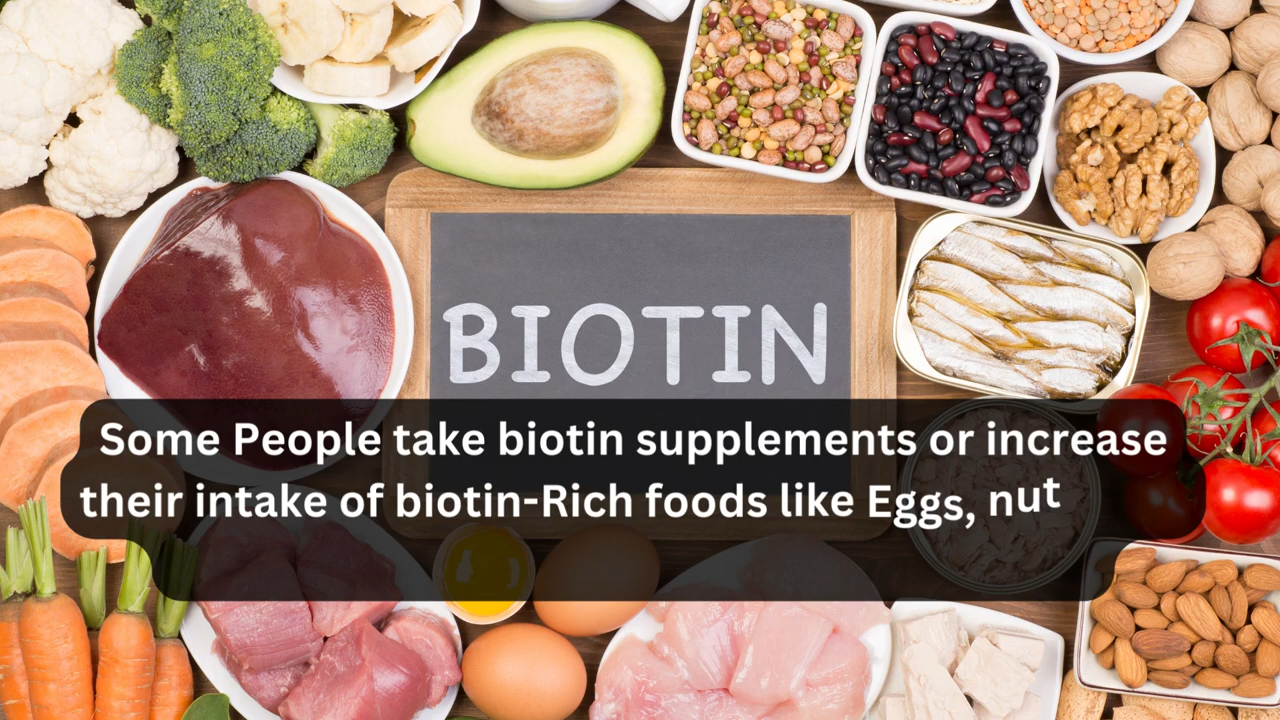 BIOTIN
Some People take biotin supplements or increase
their intake of biotin-Rich foods like Eggs, nut